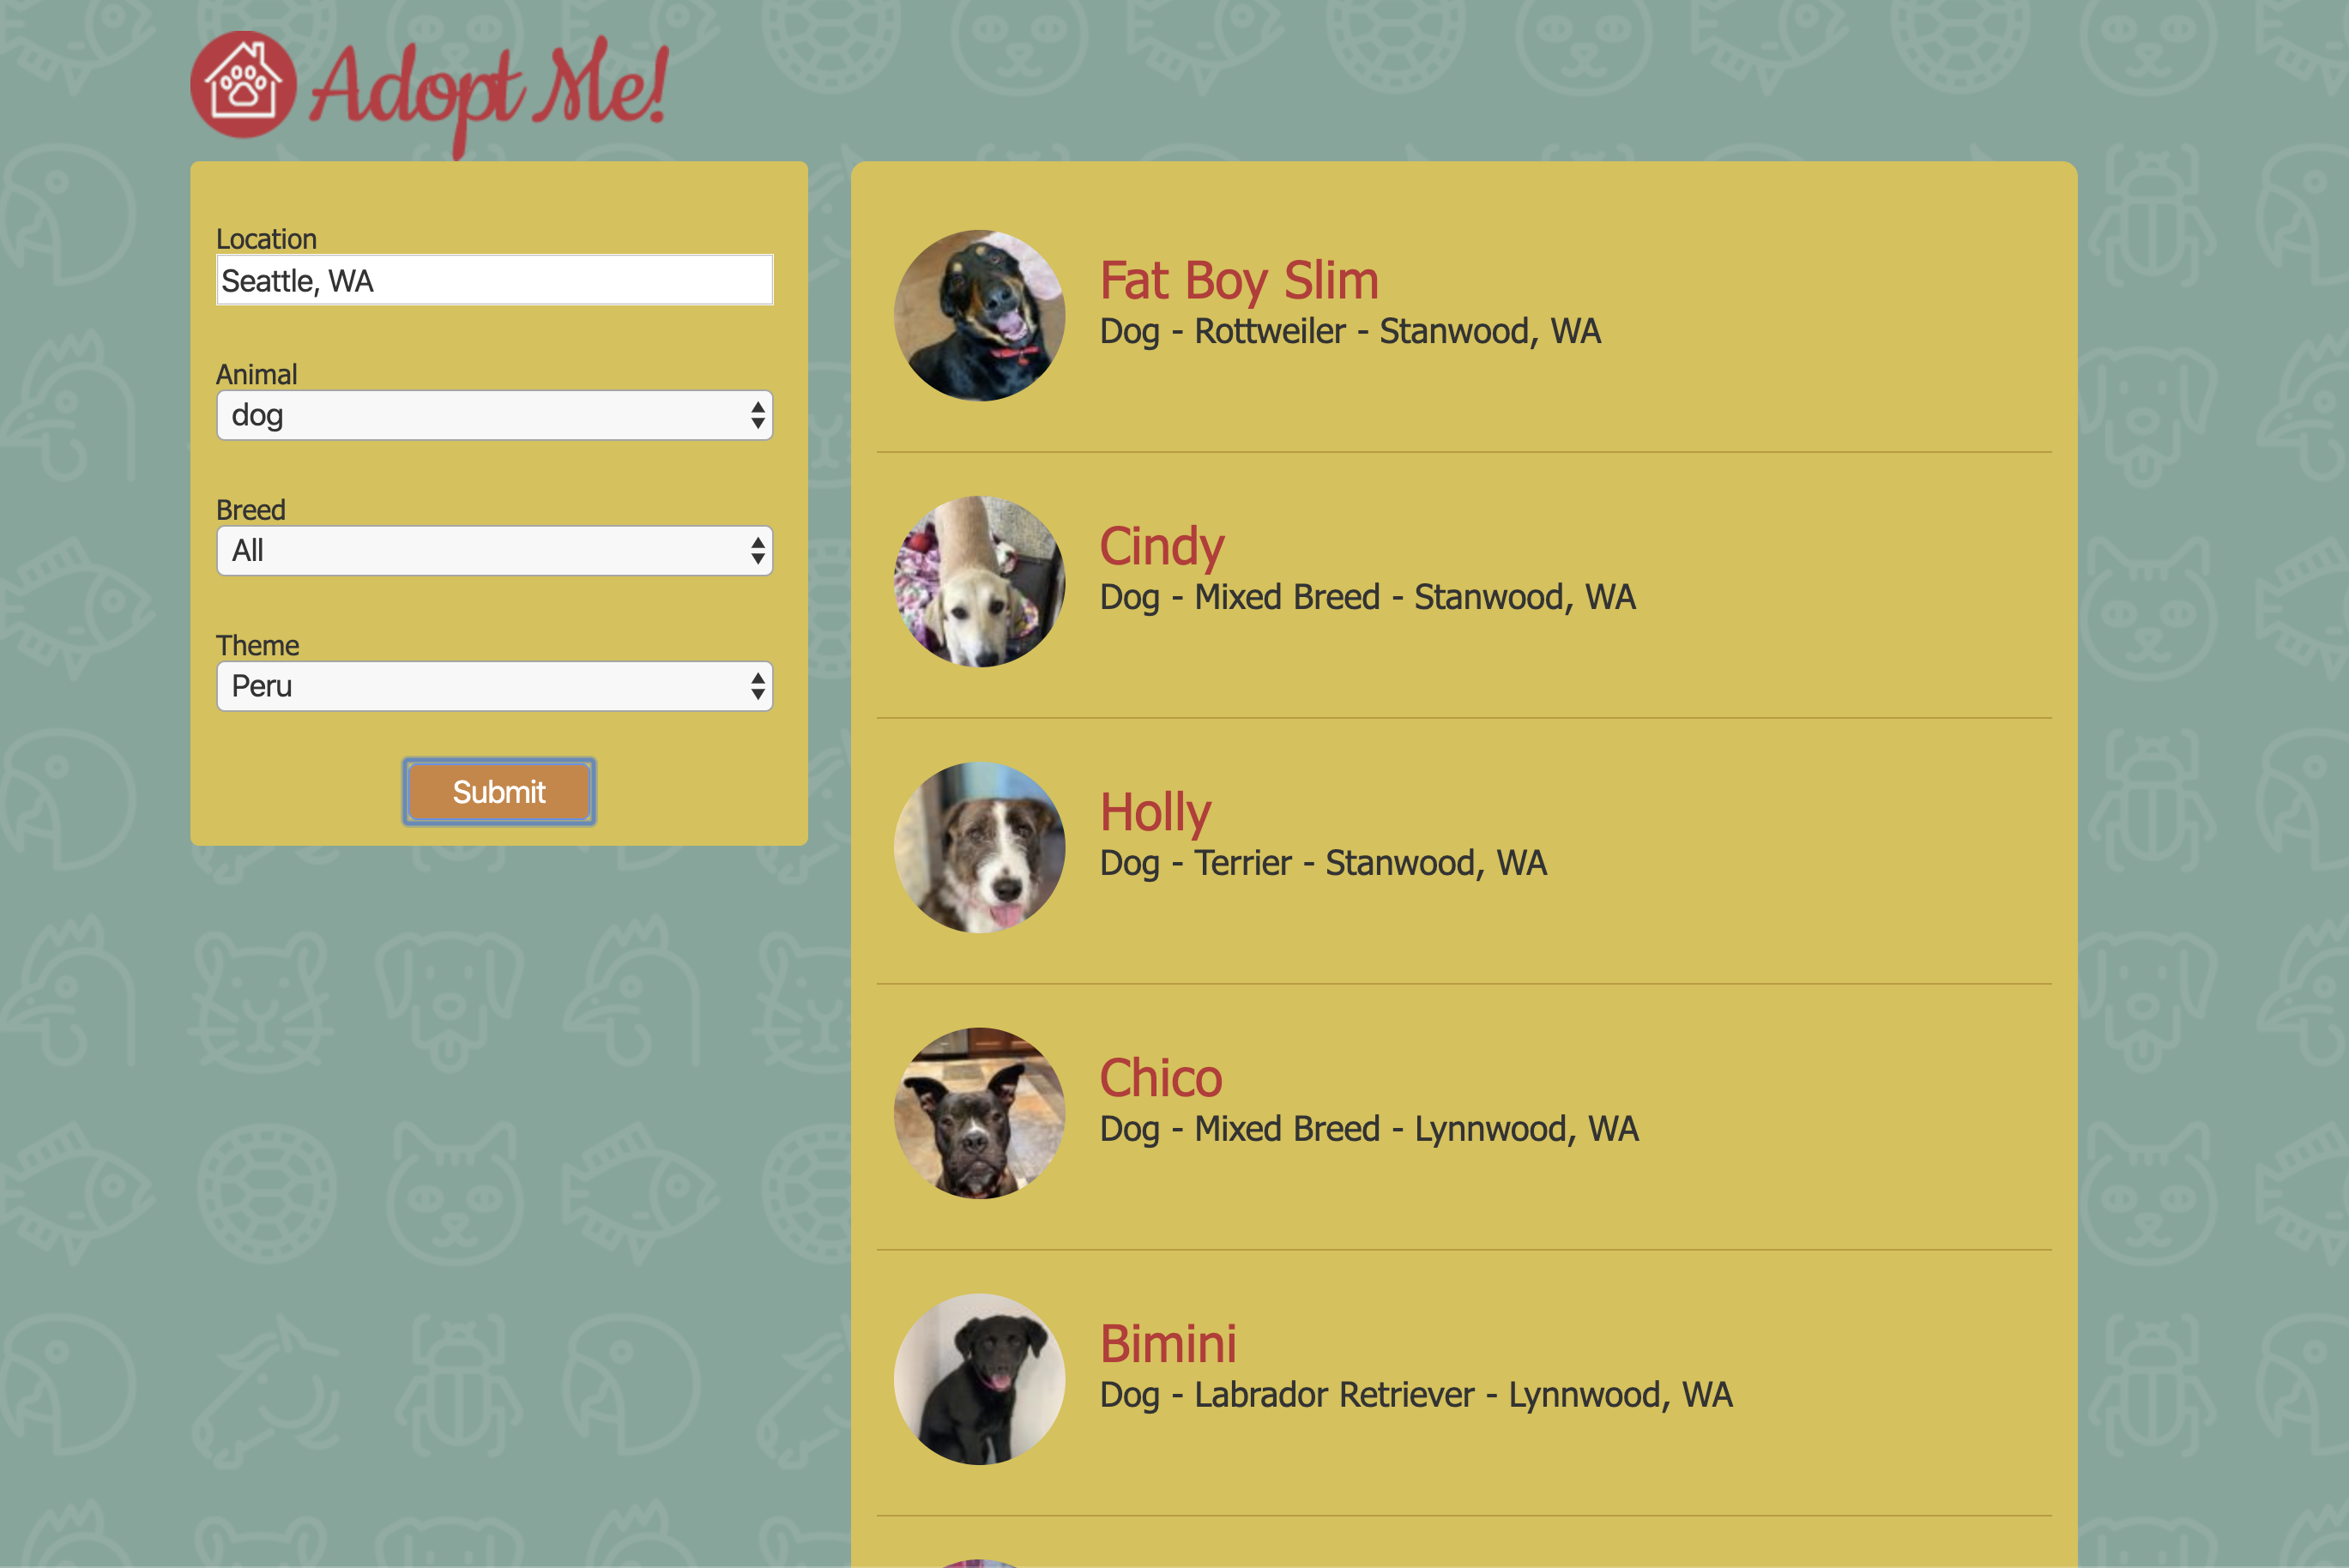 Adopt Me!
Location
Seattle, WA
Animal
dog
Breed
All
Theme
Peru
Submit
Fat Boy Slim
Dog - Rottweiler - Stanwood, WA
Cindy
Dog - Mixed Breed - Stanwood, WA
Holly
Dog - Terrier - Stanwood, WA
Chico
Dog - Mixed Breed - Lynnwood, WA
Bimini
Dog - Labrador Retriever - Lynnwood, WA